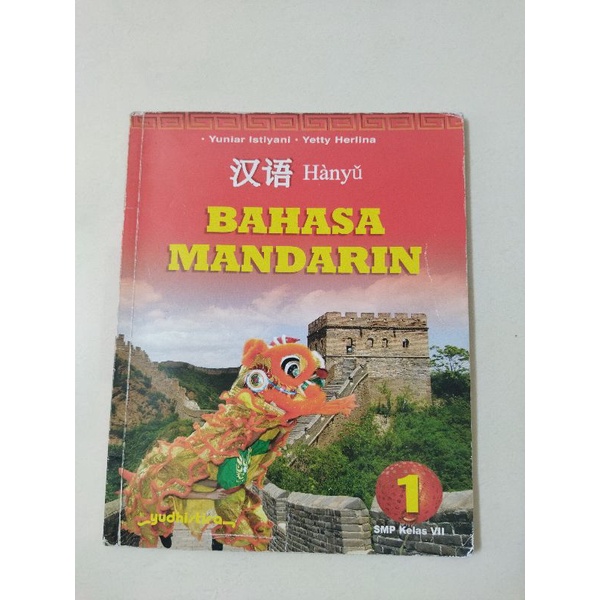 • Yuniar Istiyani • Yetty Herlina
汉语 Hànyǔ
BAHASA
MANDARIN
1
yudhistira
SMP Kelas VII